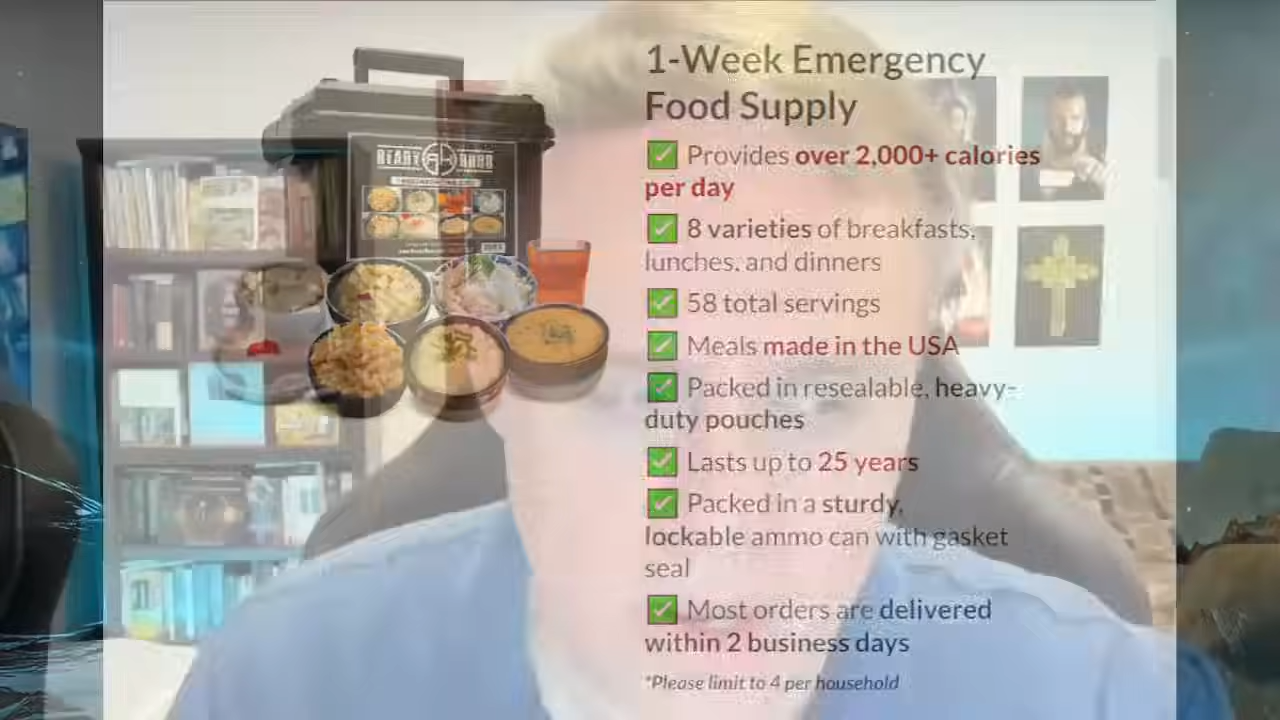 1-Week Emergency
Food Supply
✅ Provides over 2,000+ calories
per day
✅ 8 varieties of breakfasts,
lunches, and dinners
✅ 58 total servings
✅ Meals made in the USA
✅ Packed in resealable, heavy-
duty pouches
✅ Lasts up to 25 years
✅ Packed in a sturdy,
lockable ammo can with gasket
seal
✅ Most orders are delivered
within 2 business days
*Please limit to 4 per household
READY HOUR